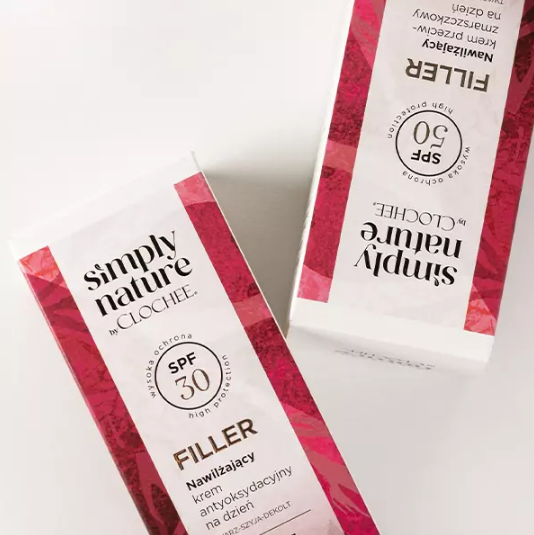 simply
nature
by CLOCHEE®
wysoka ochrona
SPF
30
high protection
FILLER
Nawilżający
krem
antyoksydacyjny
na dzień
TWARZ-SZYJA-DEKOLT
simply
nature
by CLOCHEE®
wysoka ochrona
SPF
50
high protection
FILLER
Nawilżający
krem przeciw-
zmarszczkowy
na dzień